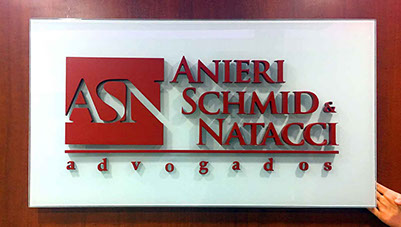 ASN
ANIERI
SCHMID &
NATACCI
advogados